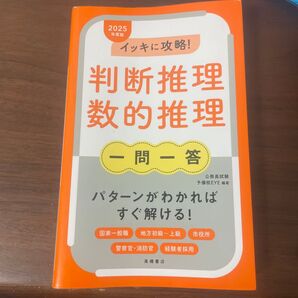 2025
年度版
イッキに攻略!
判断推理
数的推理
一問一答
公務員試験
予備校EYE 編著
パターンがわかれば
すぐ解ける!
国家一般職 地方初級~上級 市役所
警察官・消防官 経験者採用
高橋書店